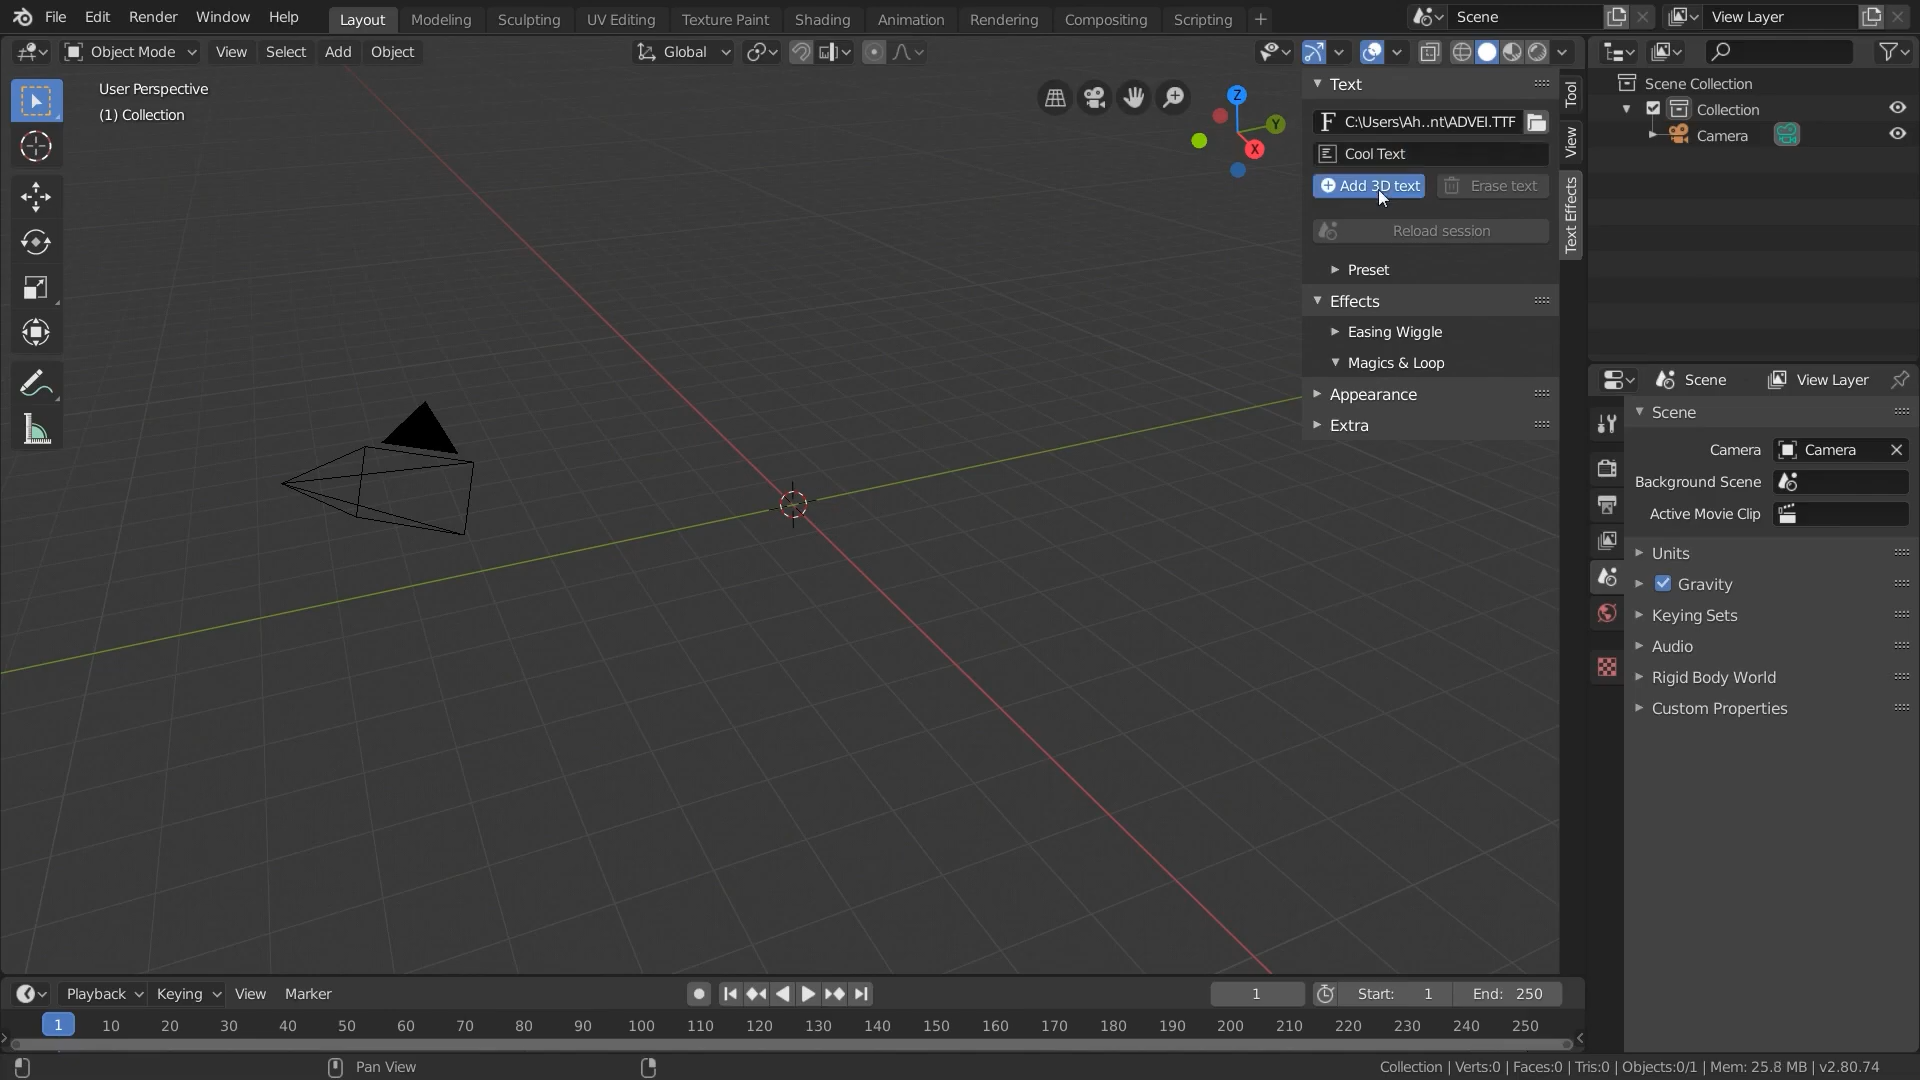 File Edit Render Window Help Layout Modeling Sculpting UV Editing Texture Paint Shading Animation Rendering Compositing Scripting + Scene View Layer
Object Mode View Select Add Object Global
User Perspective
(1) Collection
Z
Y
X
Text
F C:\Users\Ah..nt\ADVEI.TTF
Cool Text
Add 3D text Erase text
Reload session
Preset
Effects
Easing Wiggle
Magics & Loop
Appearance
Extra
Tool
View
Text Effects
Scene Collection
Collection
Camera
Scene View Layer
Scene
Camera Camera
Background Scene
Active Movie Clip
Units
Gravity
Keying Sets
Audio
Rigid Body World
Custom Properties
Playback Keying View Marker 1 Start: 1 End: 250
1 10 20 30 40 50 60 70 80 90 100 110 120 130 140 150 160 170 180 190 200 210 220 230 240 250
Pan View Collection | Verts:0 | Faces:0 | Tris:0 | Objects:0/1 | Mem: 25.8 MB | v2.80.74